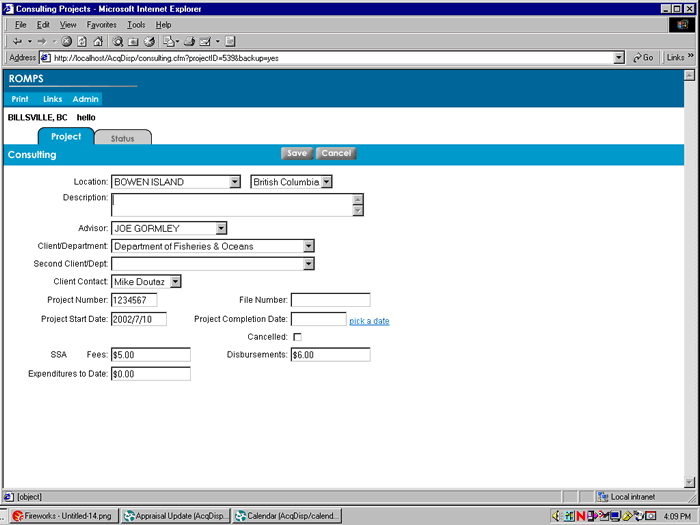 Consulting Projects - Microsoft Internet Explorer
File Edit View Favorites Tools Help
Address http://localhost/AcqDisp/consulting.cfm?projectID=539&backup=yes Go Links »
ROMPS
Print Links Admin
BILLSVILLE, BC hello
Project Status
Consulting Save Cancel
Location: BOWEN ISLAND British Columbia
Description:
Advisor: JOE GORMLEY
Client/Department: Department of Fisheries & Oceans
Second Client/Dept:
Client Contact: Mike Doutaz
Project Number: 1234567 File Number:
Project Start Date: 2002/7/10 Project Completion Date: pick a date
Cancelled:
SSA Fees: $5.00 Disbursements: $6.00
Expenditures to Date: $0.00
[object] Local intranet
... Fireworks - Untitled-14.png Appraisal Update (AcqDisp... Calendar (AcqDisp/calend... 4:09 PM